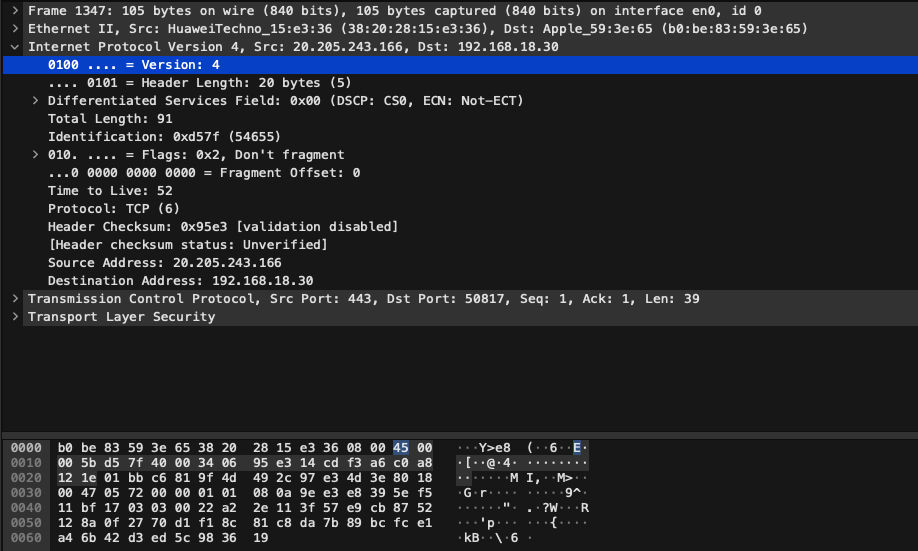 Frame 1347: 105 bytes on wire (840 bits), 105 bytes captured (840 bits) on interface en0, id 0
Ethernet II, Src: HuaweiTechno_15:e3:36 (38:20:28:15:e3:36), Dst: Apple_59:3e:65 (b0:be:83:59:3e:65)
Internet Protocol Version 4, Src: 20.205.243.166, Dst: 192.168.18.30
0100 .... = Version: 4
.... 0101 = Header Length: 20 bytes (5)
Differentiated Services Field: 0x00 (DSCP: CS0, ECN: Not-ECT)
Total Length: 91
Identification: 0xd57f (54655)
010. .... = Flags: 0x2, Don't fragment
...0 0000 0000 0000 = Fragment Offset: 0
Time to Live: 52
Protocol: TCP (6)
Header Checksum: 0x95e3 [validation disabled]
[Header checksum status: Unverified]
Source Address: 20.205.243.166
Destination Address: 192.168.18.30
Transmission Control Protocol, Src Port: 443, Dst Port: 50817, Seq: 1, Ack: 1, Len: 39
Transport Layer Security
0000 b0 be 83 59 3e 65 38 20 28 15 e3 36 08 00 45 00 ···Y>e8 (··6··E·
0010 00 5b d5 7f 40 00 34 06 95 e3 14 cd f3 a6 c0 a8 ·[··@·4· ········
0020 12 1e 01 bb c6 81 9f 4d 49 2c 97 e3 4d 3e 80 18 ·······M I,··M>··
0030 00 47 05 72 00 00 01 01 08 0a 9e e3 e8 39 5e f5 ·G·r···· ·····9^·
0040 11 bf 17 03 03 00 22 a2 2e 11 3f 57 e9 cb 87 52 ······"· .·?W···R
0050 12 8a 0f 27 70 d1 f1 8c 81 c8 da 7b 89 bc fc e1 ···'p··· ···{····
0060 a4 6b 42 d3 ed 5c 98 36 19 ·kB··\·6 ·